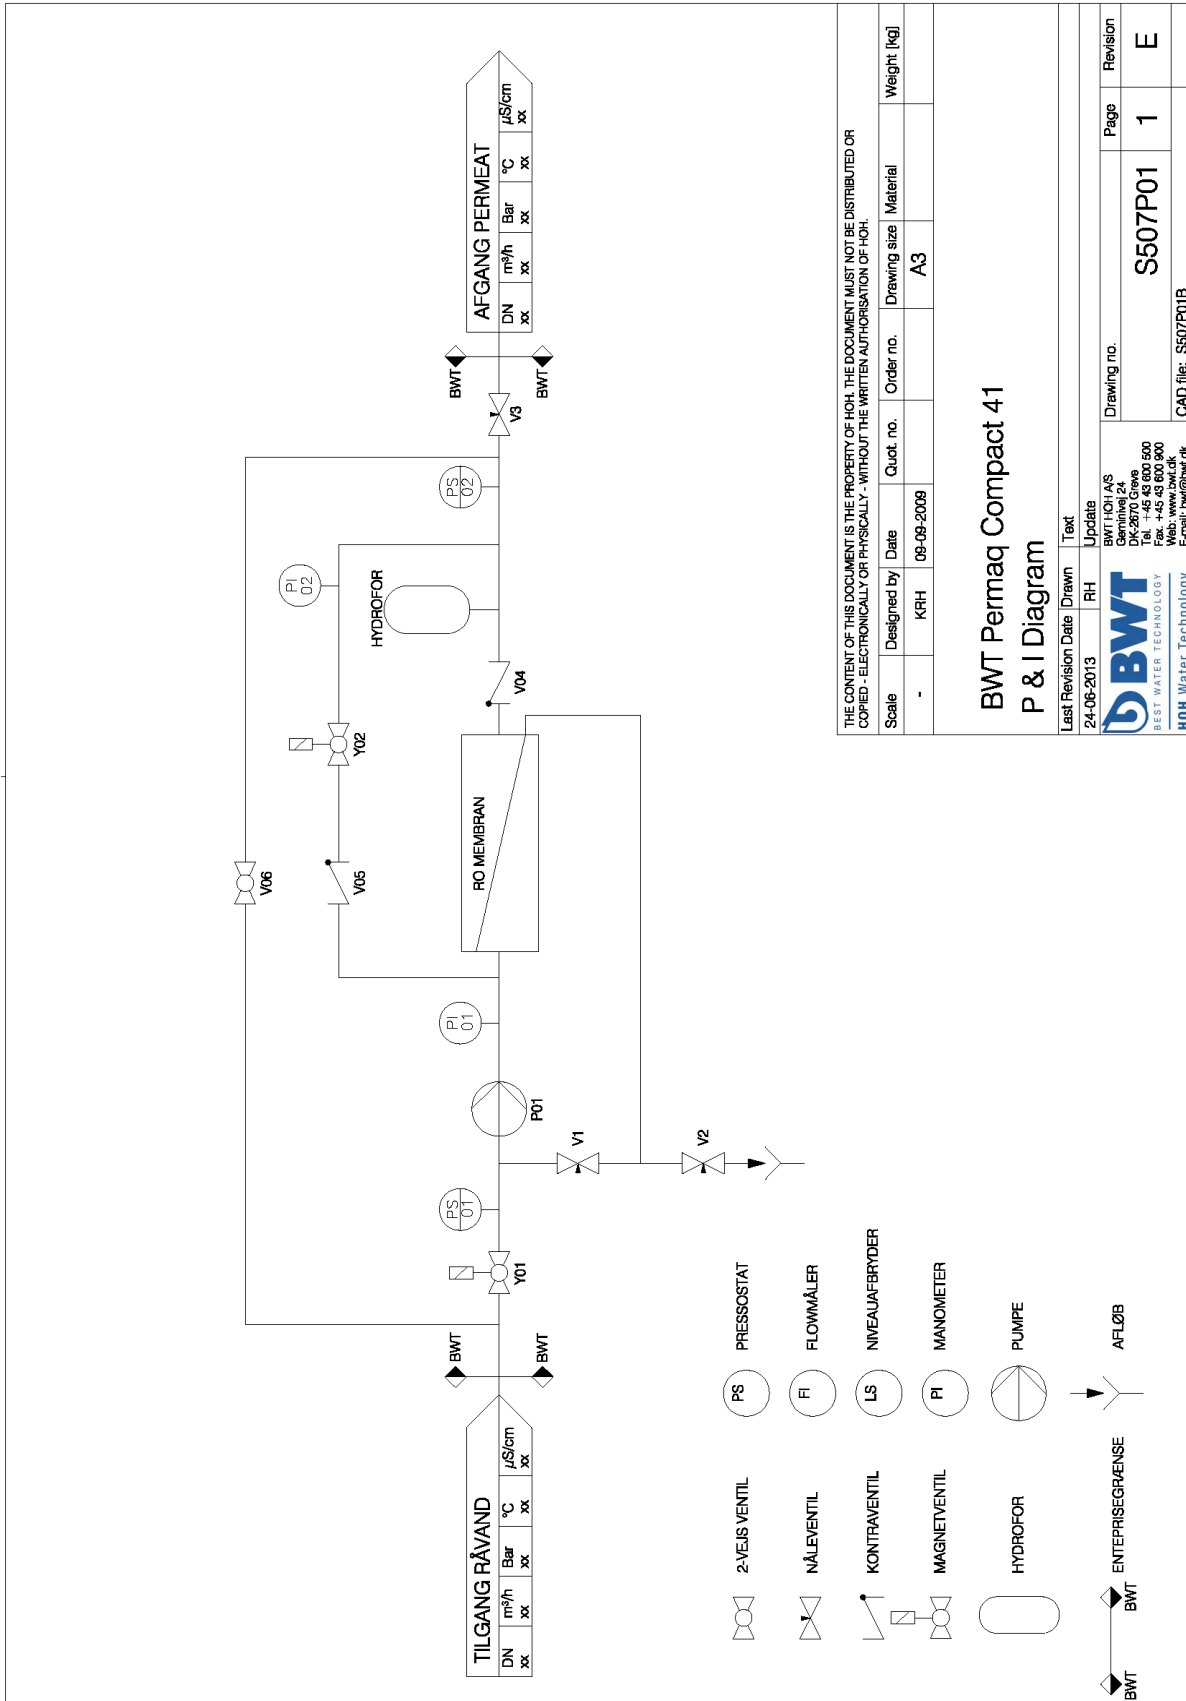 TILGANG RÅVAND
DN m³/h Bar °C µS/cm
xx xx xx xx xx
BWT
BWT
Y01
PS 01
V1
V2
P01
PI 01
V06
V05
Y02
PI 02
RO MEMBRAN
V04
HYDROFOR
PS 02
V3
BWT
BWT
AFGANG PERMEAT
DN m³/h Bar °C µS/cm
xx xx xx xx xx
2-VEJS VENTIL
NÅLEVENTIL
KONTRAVENTIL
MAGNETVENTIL
HYDROFOR
BWT BWT ENTEPRISEGRÆNSE
PS PRESSOSTAT
FI FLOWMÅLER
LS NIVEAUAFBRYDER
PI MANOMETER
PUMPE
AFLØB
THE CONTENT OF THIS DOCUMENT IS THE PROPERTY OF HOH. THE DOCUMENT MUST NOT BE DISTRIBUTED OR
COPIED - ELECTRONICALLY OR PHYSICALLY - WITHOUT THE WRITTEN AUTHORISATION OF HOH.
Scale Designed by Date Quot. no. Order no. Drawing size Material Weight [kg]
- KRH 09-09-2009 A3
BWT Permaq Compact 41
P & I Diagram
Last Revision Date Drawn Text
24-06-2013 RH Update
BWT
BEST WATER TECHNOLOGY
HOH Water Technology
BWT HOH A/S
Geminivej 24
DK-2670 Greve
Tel. +45 43 600 500
Fax. +45 43 600 900
Web: www.bwt.dk
E-mail: bwt@bwt.dk
Drawing no. Page Revision
S507P01 1 E
CAD file: S507P01B